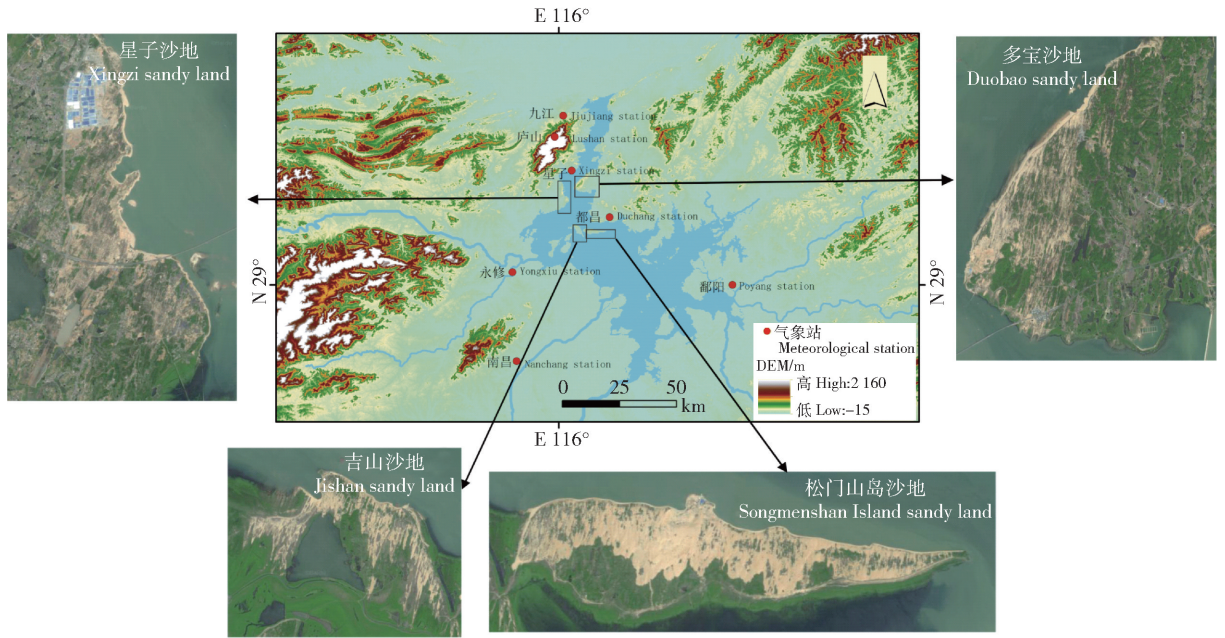 E 116°
星子沙地
Xingzi sandy land
多宝沙地
Duobao sandy land
九江 Jiujiang station
庐山 Lushan station
星子 Xingzi station
都昌 Duchang station
永修 Yongxiu station
鄱阳 Poyang station
南昌 Nanchang station
N 29°
N 29°
气象站
Meteorological station
DEM/m
高 High:2 160
低 Low:-15
0 25 50
km
E 116°
吉山沙地
Jishan sandy land
松门山岛沙地
Songmenshan Island sandy land